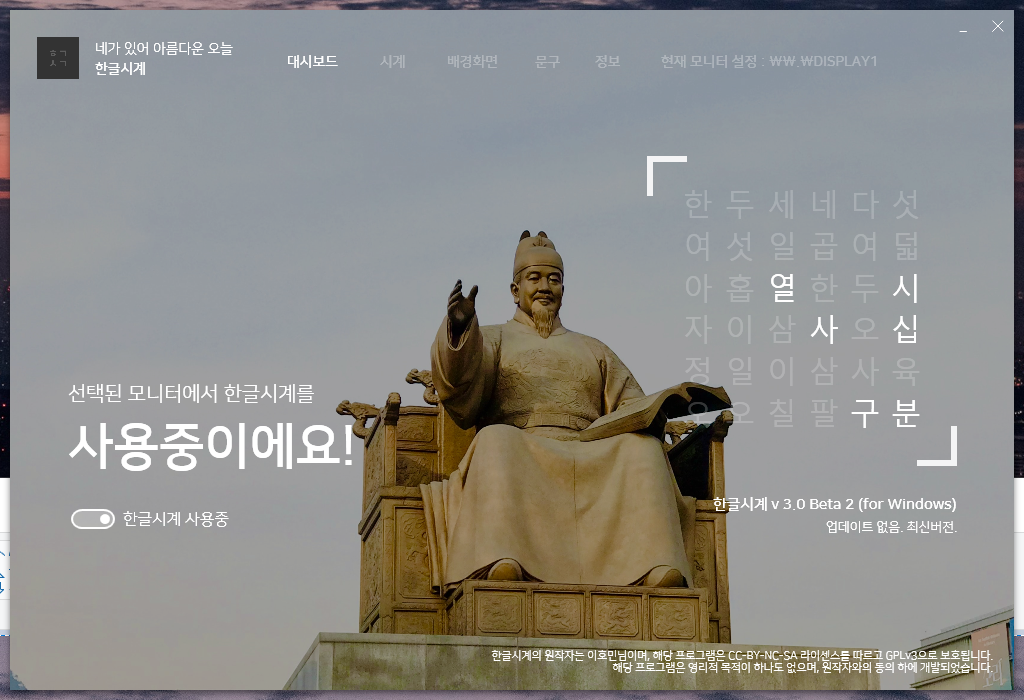 네가 있어 아름다운 오늘
한글시계
대시보드 시계 배경화면 문구 정보 현재 모니터 설정 : ₩₩.₩DISPLAY1
한 두 세 네 다 섯
여 섯 일 곱 여 덟
아 홉 열 한 두 시
자 이 삼 사 오 십
정 일 이 삼 사 육
오 칠 팔 구 분
선택된 모니터에서 한글시계를
사용중이에요!
한글시계 사용중
한글시계 v 3.0 Beta 2 (for Windows)
업데이트 없음. 최신버전.
한글시계의 원작자는 이호민님이며, 해당 프로그램은 CC-BY-NC-SA 라이센스를 따르고 GPLv3으로 보호됩니다.
해당 프로그램은 영리적 목적이 하나도 없으며, 원작자와의 동의 하에 개발되었습니다.